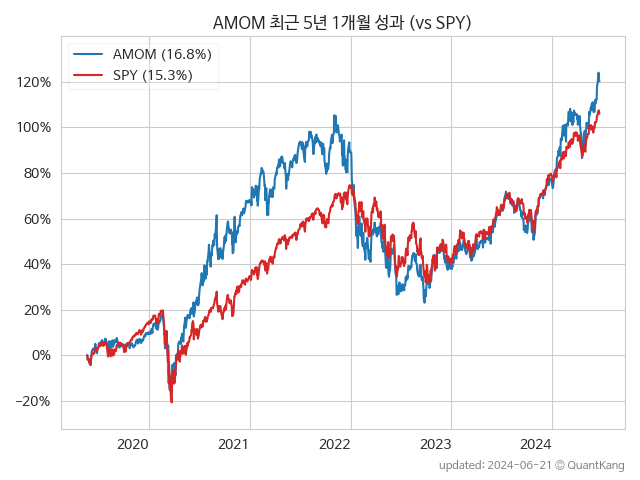 AMOM 최근 5년 1개월 성과 (vs SPY)
AMOM (16.8%)
SPY (15.3%)
120%
100%
80%
60%
40%
20%
0%
−20%
2020 2021 2022 2023 2024
updated: 2024-06-21 © QuantKang